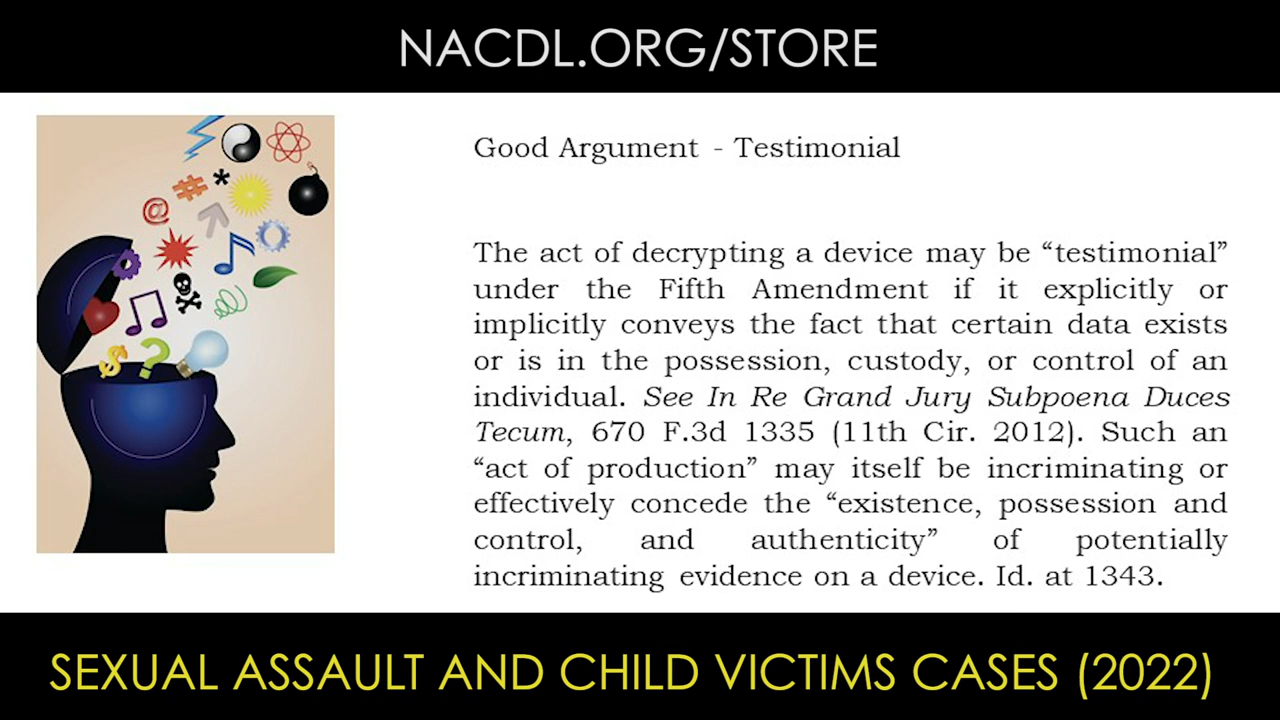 NACDL.ORG/STORE
Good Argument - Testimonial
The act of decrypting a device may be “testimonial”
under the Fifth Amendment if it explicitly or
implicitly conveys the fact that certain data exists
or is in the possession, custody, or control of an
individual. See In Re Grand Jury Subpoena Duces
Tecum, 670 F.3d 1335 (11th Cir. 2012). Such an
“act of production” may itself be incriminating or
effectively concede the “existence, possession and
control, and authenticity” of potentially
incriminating evidence on a device. Id. at 1343.
SEXUAL ASSAULT AND CHILD VICTIMS CASES (2022)